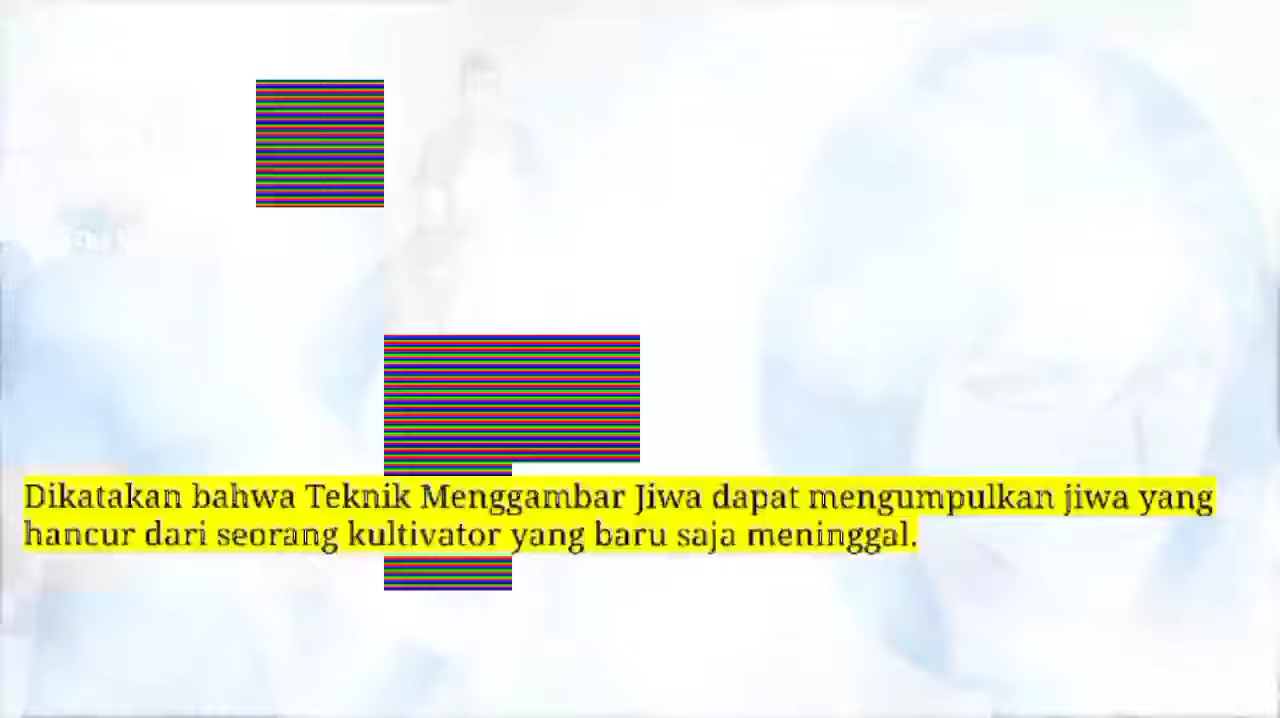 Dikatakan bahwa Teknik Menggambar Jiwa dapat mengumpulkan jiwa yang
hancur dari seorang kultivator yang baru saja meninggal.